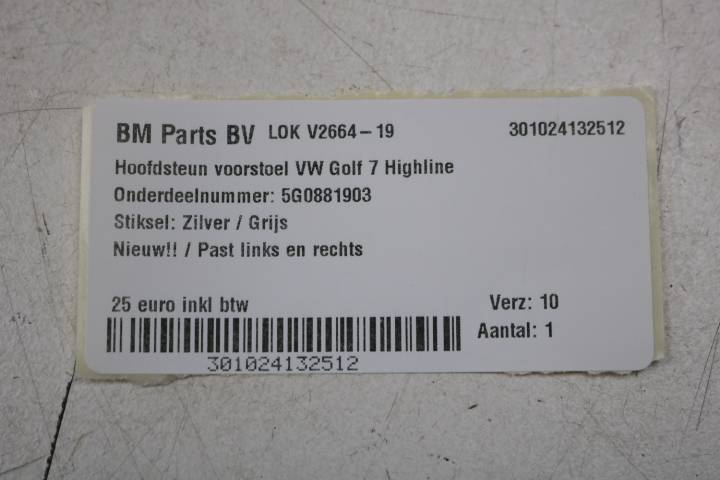 BM Parts BV LOK V2664-19 301024132512
Hoofdsteun voorstoel VW Golf 7 Highline
Onderdeelnummer: 5G0881903
Stiksel: Zilver / Grijs
Nieuw!! / Past links en rechts
25 euro inkl btw Verz: 10
Aantal: 1
301024132512